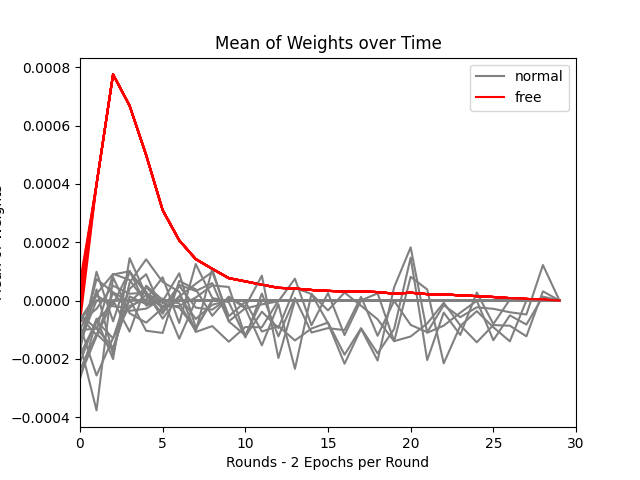 Mean of Weights over Time
normal
free
0.0008
0.0006
0.0004
0.0002
0.0000
−0.0002
−0.0004
0 5 10 15 20 25 30
Rounds - 2 Epochs per Round